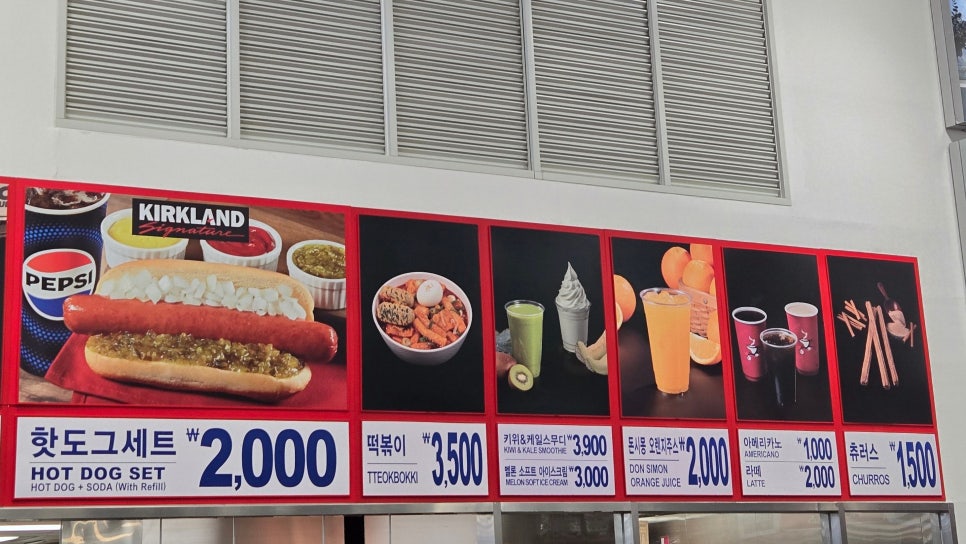 KIRKLAND
Signature
PEPSI
핫도그세트 ₩2,000
HOT DOG SET
HOT DOG + SODA (With Refill)
떡볶이 ₩3,500
TTEOKBOKKI
키위&케일스무디 ₩3,900
KIWI & KALE SMOOTHIE
멜론 소프트 아이스크림 ₩3,000
MELON SOFT ICE CREAM
돈시몽 오렌지주스 ₩2,000
DON SIMON
ORANGE JUICE
아메리카노 ₩1,000
AMERICANO
라떼 ₩2,000
LATTE
츄러스 ₩1,500
CHURROS